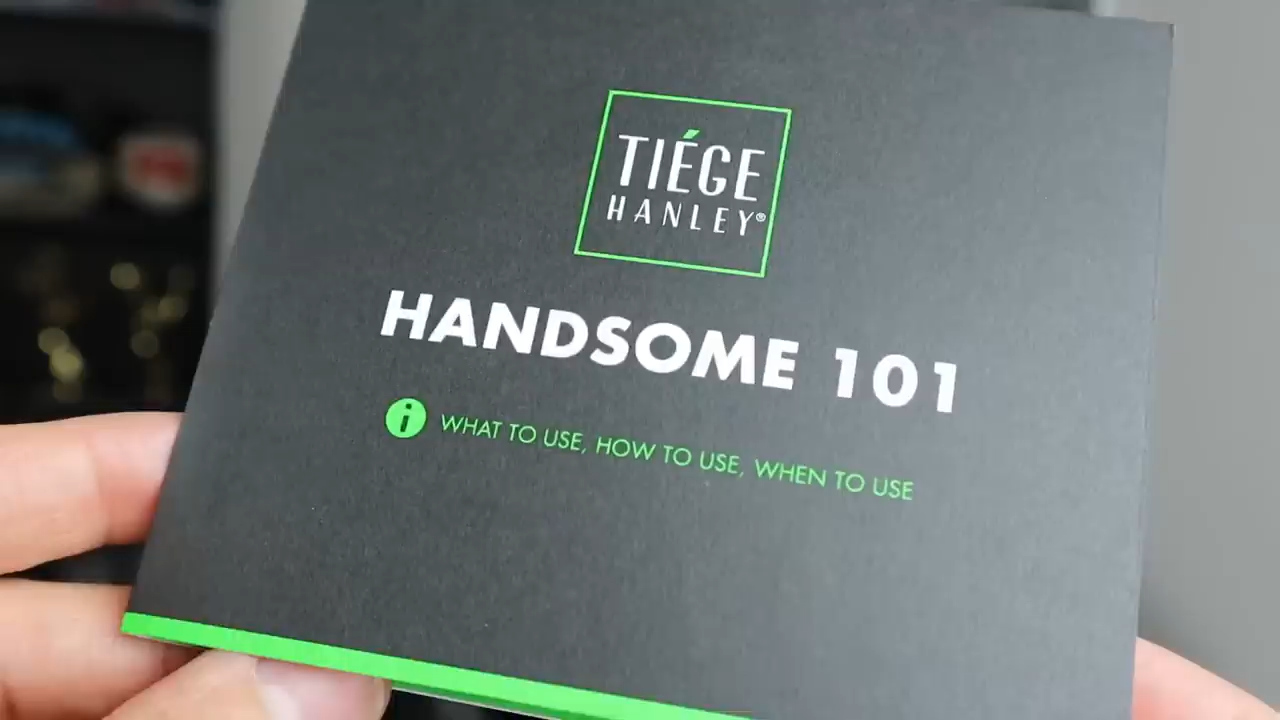 TIÉGE
HANLEY®
HANDSOME 101
i WHAT TO USE, HOW TO USE, WHEN TO USE